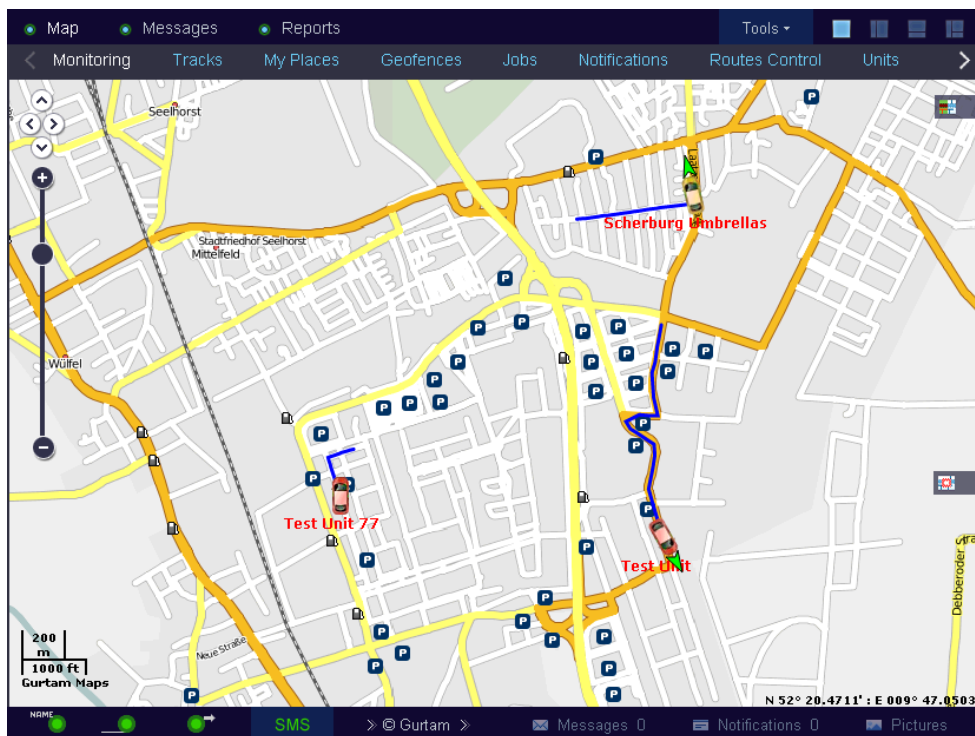 Map Messages Reports Tools
Monitoring Tracks My Places Geofences Jobs Notifications Routes Control Units
P
Seelhorst
P
Scherburg Umbrellas
Stadtfriedhof Seelhorst
Mittelfeld
Wülfel
Test Unit 77
Test Unit
Debberoder Stra
Neue Straße
200
m
1000 ft
Gurtam Maps
N 52° 20.4711' : E 009° 47.0503
NAME SMS » © Gurtam » Messages 0 Notifications 0 Pictures